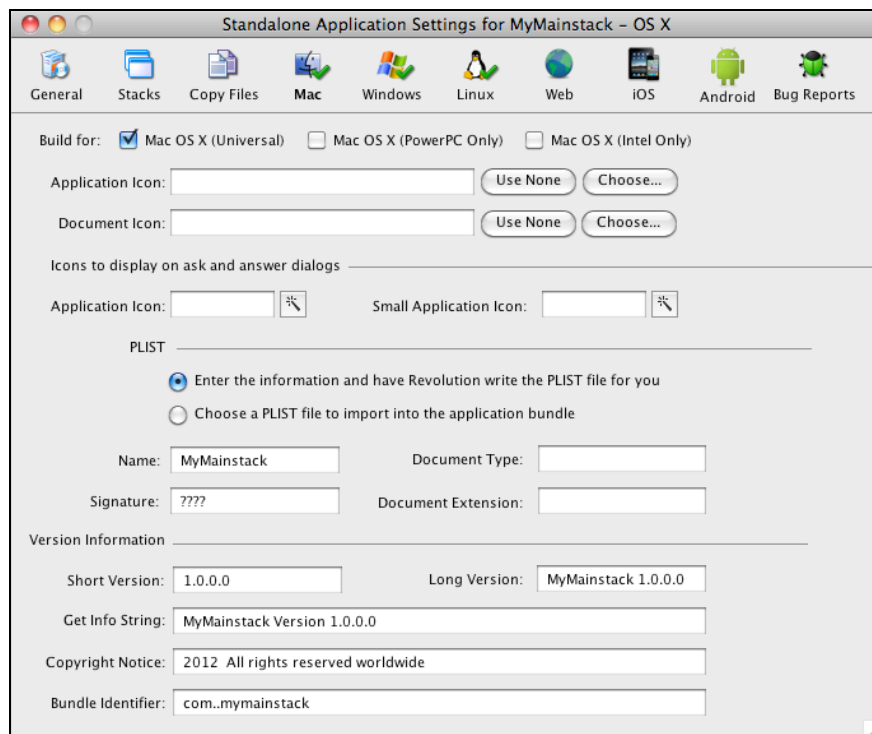 Standalone Application Settings for MyMainstack – OS X
General Stacks Copy Files Mac Windows Linux Web iOS Android Bug Reports
Build for: Mac OS X (Universal) Mac OS X (PowerPC Only) Mac OS X (Intel Only)
Application Icon: Use None Choose...
Document Icon: Use None Choose...
Icons to display on ask and answer dialogs
Application Icon: Small Application Icon:
PLIST
Enter the information and have Revolution write the PLIST file for you
Choose a PLIST file to import into the application bundle
Name: MyMainstack Document Type:
Signature: ???? Document Extension:
Version Information
Short Version: 1.0.0.0 Long Version: MyMainstack 1.0.0.0
Get Info String: MyMainstack Version 1.0.0.0
Copyright Notice: 2012  All rights reserved worldwide
Bundle Identifier: com..mymainstack